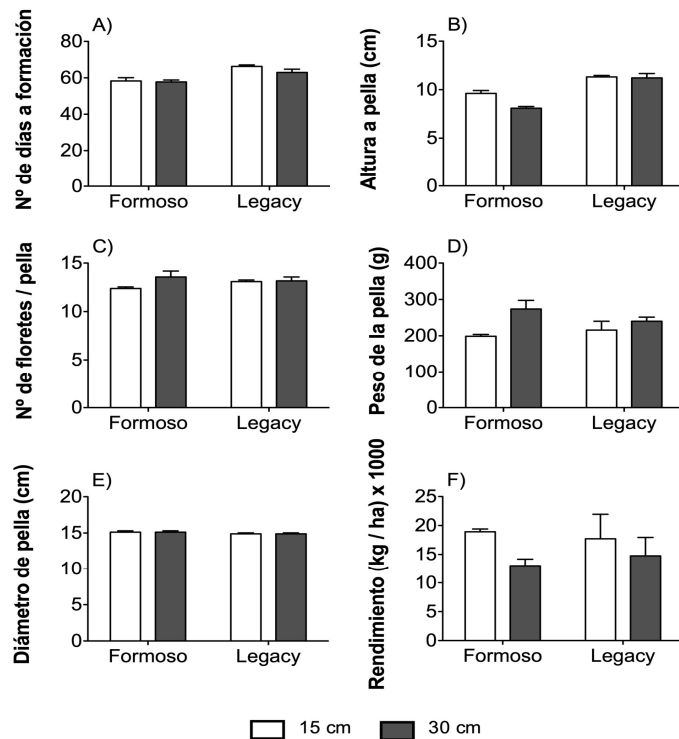 A)
Nº de días a formación
80
60
40
20
0
Formoso Legacy
B)
Altura a pella (cm)
15
10
5
0
Formoso Legacy
C)
Nº de floretes / pella
15
10
5
0
Formoso Legacy
D)
Peso de la pella (g)
400
300
200
100
0
Formoso Legacy
E)
Diámetro de pella (cm)
20
15
10
5
0
Formoso Legacy
F)
Rendimiento (kg / ha) x 1000
25
20
15
10
5
0
Formoso Legacy
15 cm 30 cm